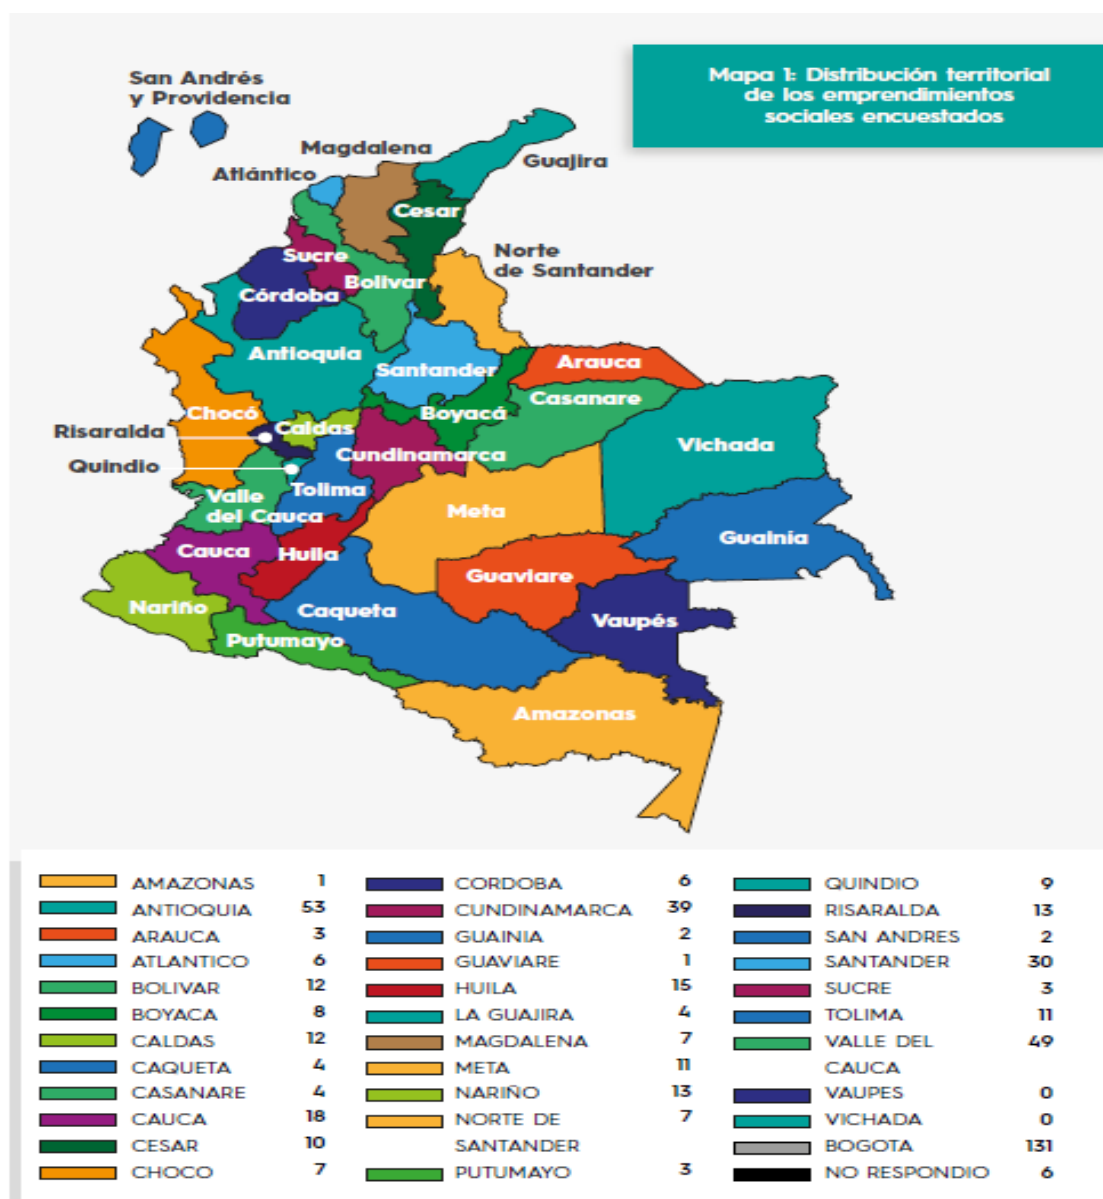 Mapa 1: Distribución territorial
de los emprendimientos
sociales encuestados
San Andrés
y Providencia
Magdalena
Guajira
Atlántico
Cesar
Norte
de Santander
Sucre
Bolivar
Córdoba
Antioquia
Santander
Arauca
Casanare
Chocó
Boyacá
Risaralda
Caldas
Vichada
Cundinamarca
Quindio
Tolima
Valle
del Cauca
Meta
Guainia
Cauca
Huila
Guaviare
Nariño
Caqueta
Vaupés
Putumayo
Amazonas
AMAZONAS 1
ANTIOQUIA 53
ARAUCA 3
ATLANTICO 6
BOLIVAR 12
BOYACA 8
CALDAS 12
CAQUETA 4
CASANARE 4
CAUCA 18
CESAR 10
CHOCO 7
CORDOBA 6
CUNDINAMARCA 39
GUAINIA 2
GUAVIARE 1
HUILA 15
LA GUAJIRA 4
MAGDALENA 7
META 11
NARIÑO 13
NORTE DE 7
SANTANDER
PUTUMAYO 3
QUINDIO 9
RISARALDA 13
SAN ANDRES 2
SANTANDER 30
SUCRE 3
TOLIMA 11
VALLE DEL 49
CAUCA
VAUPES 0
VICHADA 0
BOGOTA 131
NO RESPONDIO 6